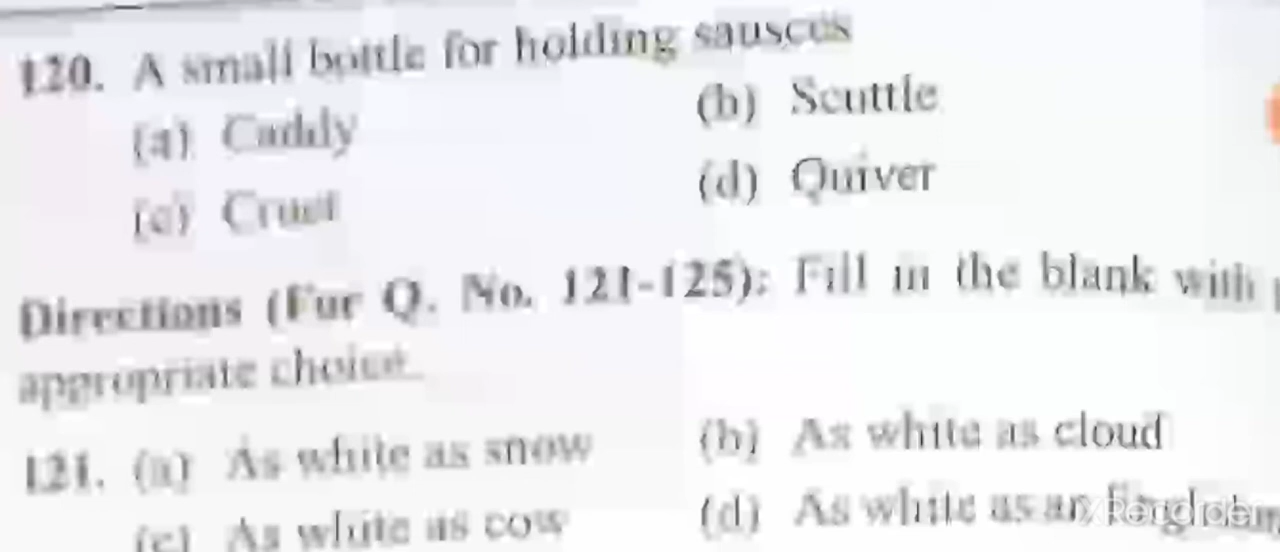 120. A small bottle for holding sausces
(a) Caddy (b) Scuttle
(c) Cruet (d) Quiver
Directions (For Q. No. 121-125): Fill in the blank with
appropriate choice.
121. (a) As white as snow (b) As white as cloud
(c) As white as cow (d) As white as an
XRecorder